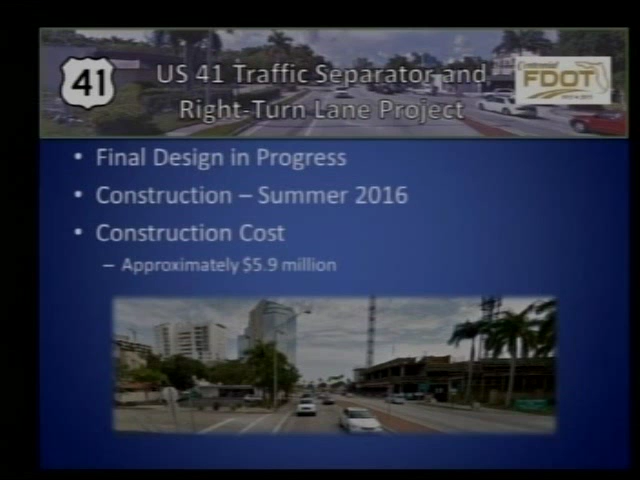 41
US 41 Traffic Separator and
Right-Turn Lane Project
Centennial
FDOT
• Final Design in Progress
• Construction – Summer 2016
• Construction Cost
– Approximately $5.9 million